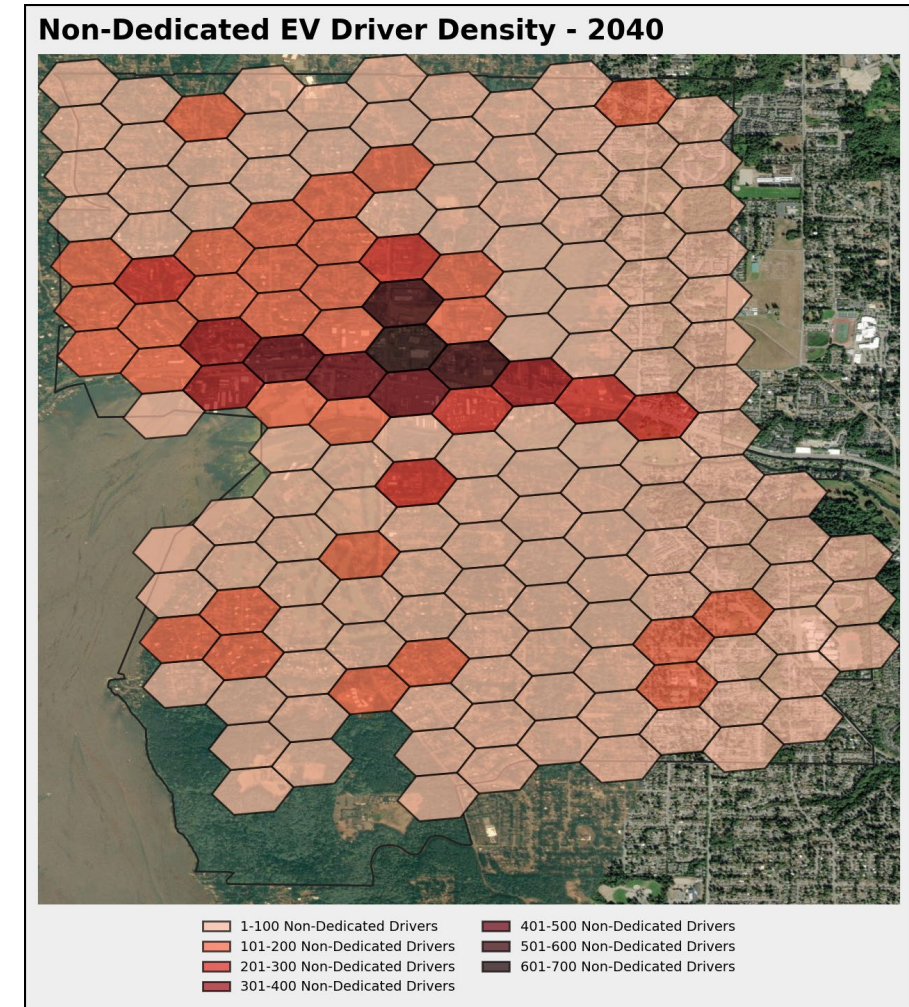 Non-Dedicated EV Driver Density - 2040
1-100 Non-Dedicated Drivers
101-200 Non-Dedicated Drivers
201-300 Non-Dedicated Drivers
301-400 Non-Dedicated Drivers
401-500 Non-Dedicated Drivers
501-600 Non-Dedicated Drivers
601-700 Non-Dedicated Drivers